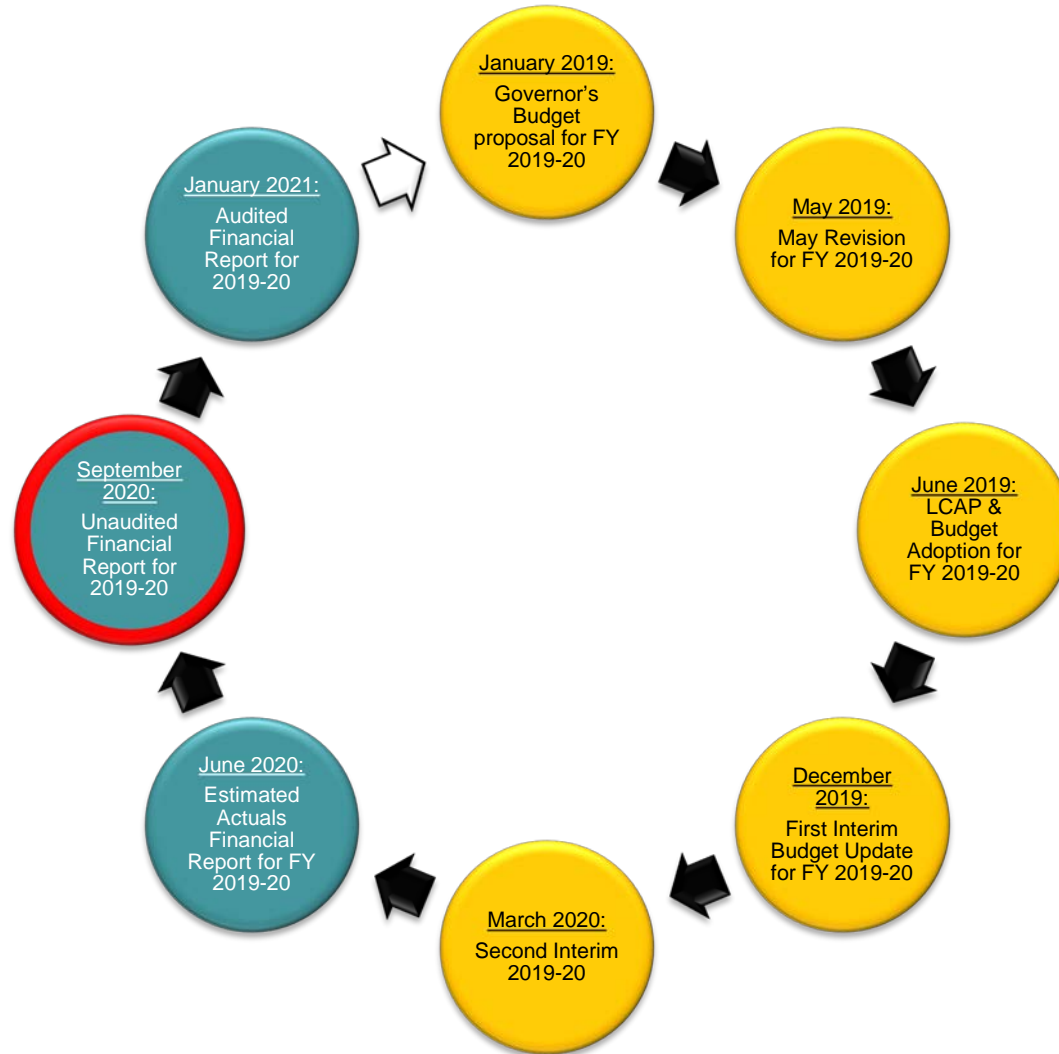 January 2019:
Governor's
Budget
proposal for FY
2019-20
May 2019:
May Revision
for FY 2019-20
June 2019:
LCAP &
Budget
Adoption for
FY 2019-20
December
2019:
First Interim
Budget Update
for FY 2019-20
March 2020:
Second Interim
2019-20
June 2020:
Estimated
Actuals
Financial
Report for FY
2019-20
September
2020:
Unaudited
Financial
Report for
2019-20
January 2021:
Audited
Financial
Report for
2019-20